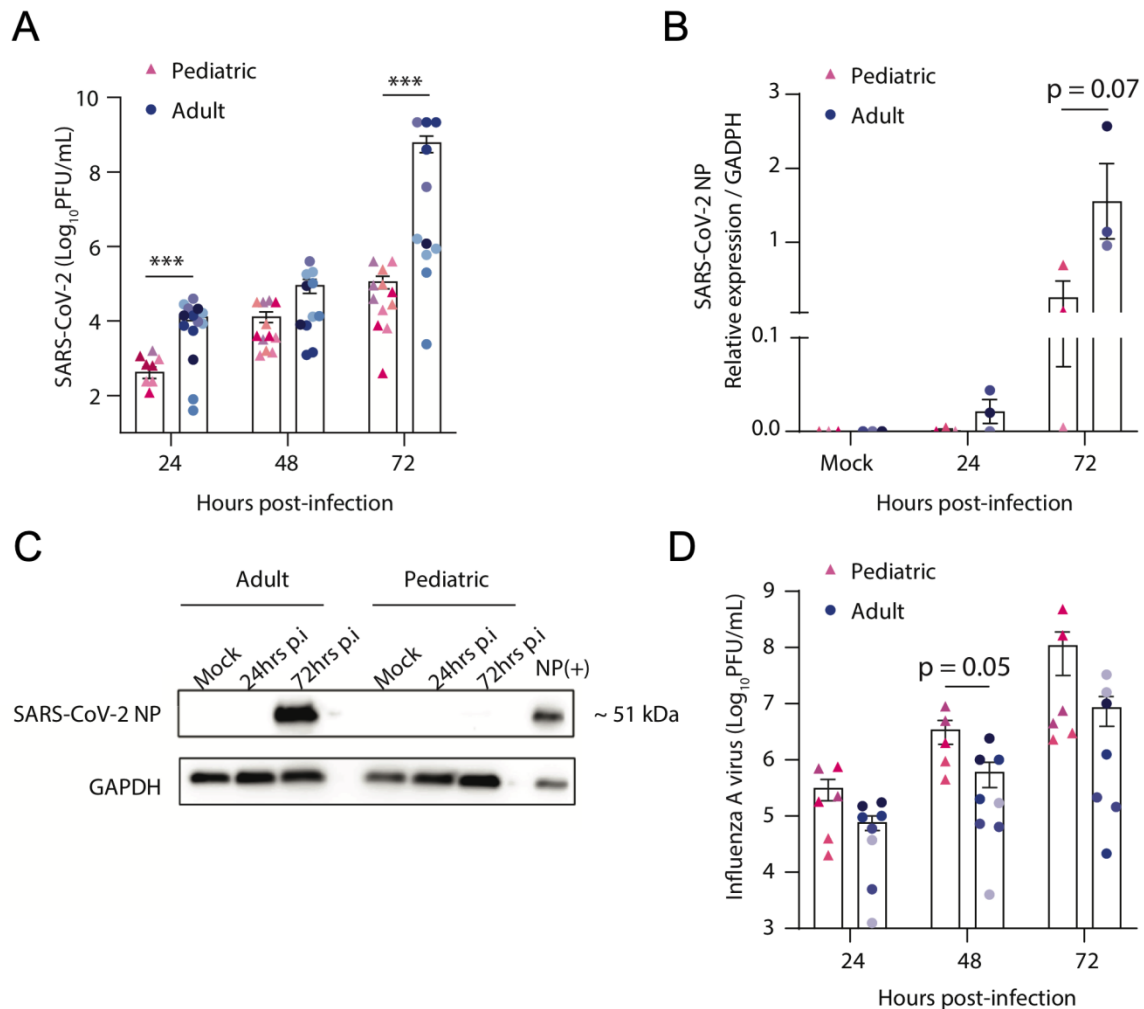 A
Pediatric
Adult
***
***
SARS-CoV-2 (Log10PFU/mL)
10
8
6
4
2
24
48
72
Hours post-infection
B
Pediatric
Adult
p = 0.07
SARS-CoV-2 NP
Relative expression / GADPH
3
2
1
0.1
0.0
Mock
24
72
Hours post-infection
C
Adult
Pediatric
Mock
24hrs p.i
72hrs p.i
Mock
24hrs p.i
72hrs p.i
NP(+)
SARS-CoV-2 NP
~ 51 kDa
GAPDH
D
Pediatric
Adult
p = 0.05
Influenza A virus (Log10PFU/mL)
9
8
7
6
5
4
3
24
48
72
Hours post-infection